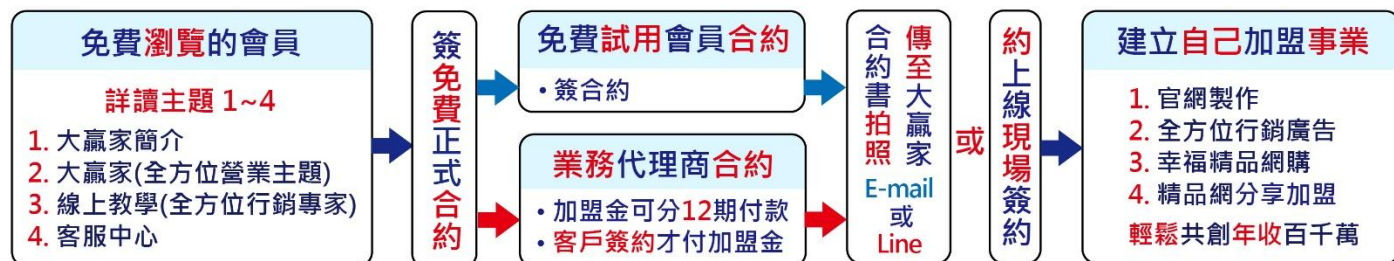 免費瀏覽的會員
詳讀主題 1~4
1. 大贏家簡介
2. 大贏家(全方位營業主題)
3. 線上教學(全方位行銷專家)
4. 客服中心
簽免費正式合約
免費試用會員合約
• 簽合約
業務代理商合約
• 加盟金可分12期付款
• 客戶簽約才付加盟金
合約書拍照
傳至大贏家
E-mail
或
Line
或
約上線現場簽約
建立自己加盟事業
1. 官網製作
2. 全方位行銷廣告
3. 幸福精品網購
4. 精品網分享加盟
輕鬆共創年收百千萬